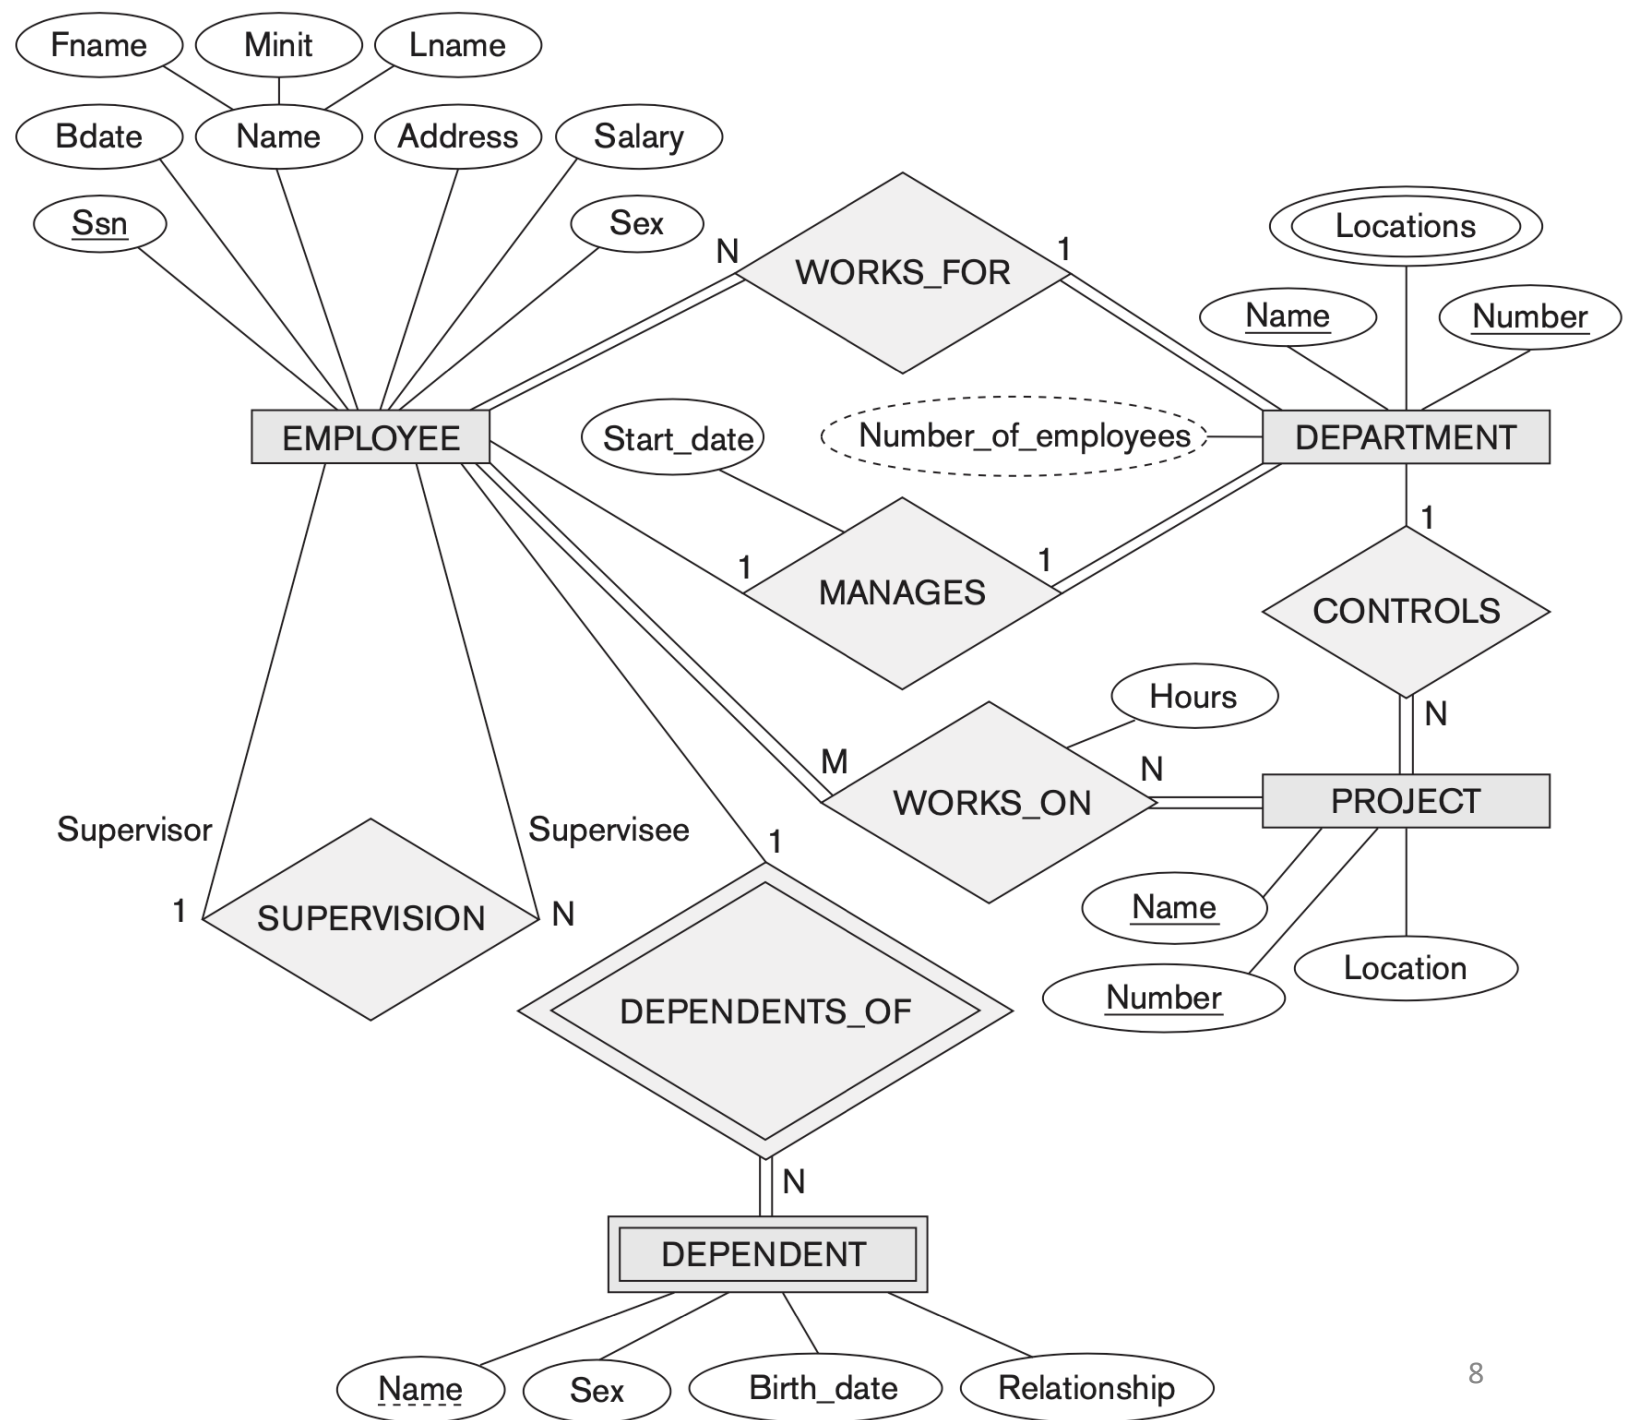 Fname
Minit
Lname
Bdate
Name
Address
Salary
Ssn
Sex
N
WORKS_FOR
1
Locations
Name
Number
EMPLOYEE
Start_date
Number_of_employees
DEPARTMENT
1
MANAGES
1
1
CONTROLS
N
Hours
M
WORKS_ON
N
PROJECT
Supervisor
Supervisee
1
SUPERVISION
N
1
Name
Number
Location
DEPENDENTS_OF
N
DEPENDENT
Name
Sex
Birth_date
Relationship
8